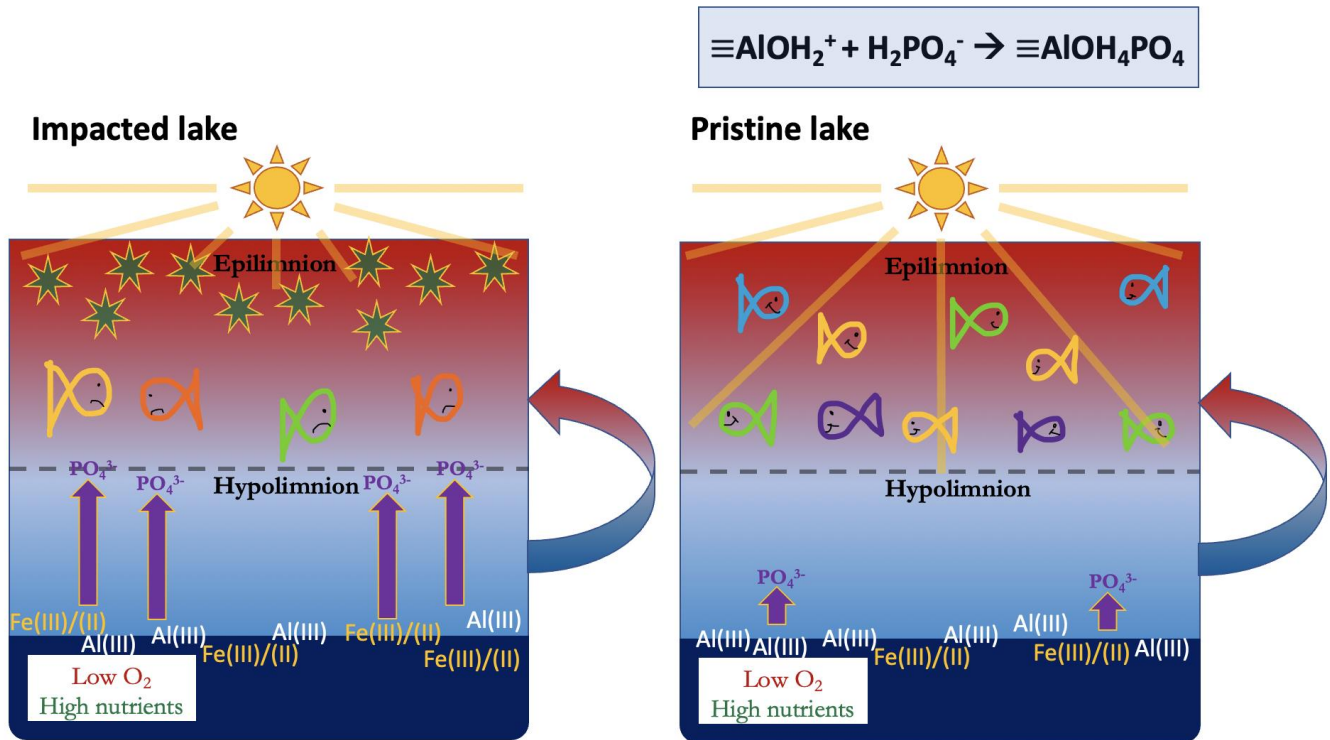 ≡AlOH₂⁺ + H₂PO₄⁻ → ≡AlOH₄PO₄
Impacted lake
Epilimnion
PO₄³⁻
PO₄³⁻
PO₄³⁻
PO₄³⁻
Hypolimnion
Fe(III)/(II)
Al(III)
Al(III)
Fe(III)/(II)
Al(III)
Fe(III)/(II)
Al(III)
Fe(III)/(II)
Low O₂
High nutrients
Pristine lake
Epilimnion
Hypolimnion
PO₄³⁻
PO₄³⁻
Al(III)
Al(III)
Al(III)
Fe(III)/(II)
Al(III)
Al(III)
Fe(III)/(II)
Al(III)
Low O₂
High nutrients